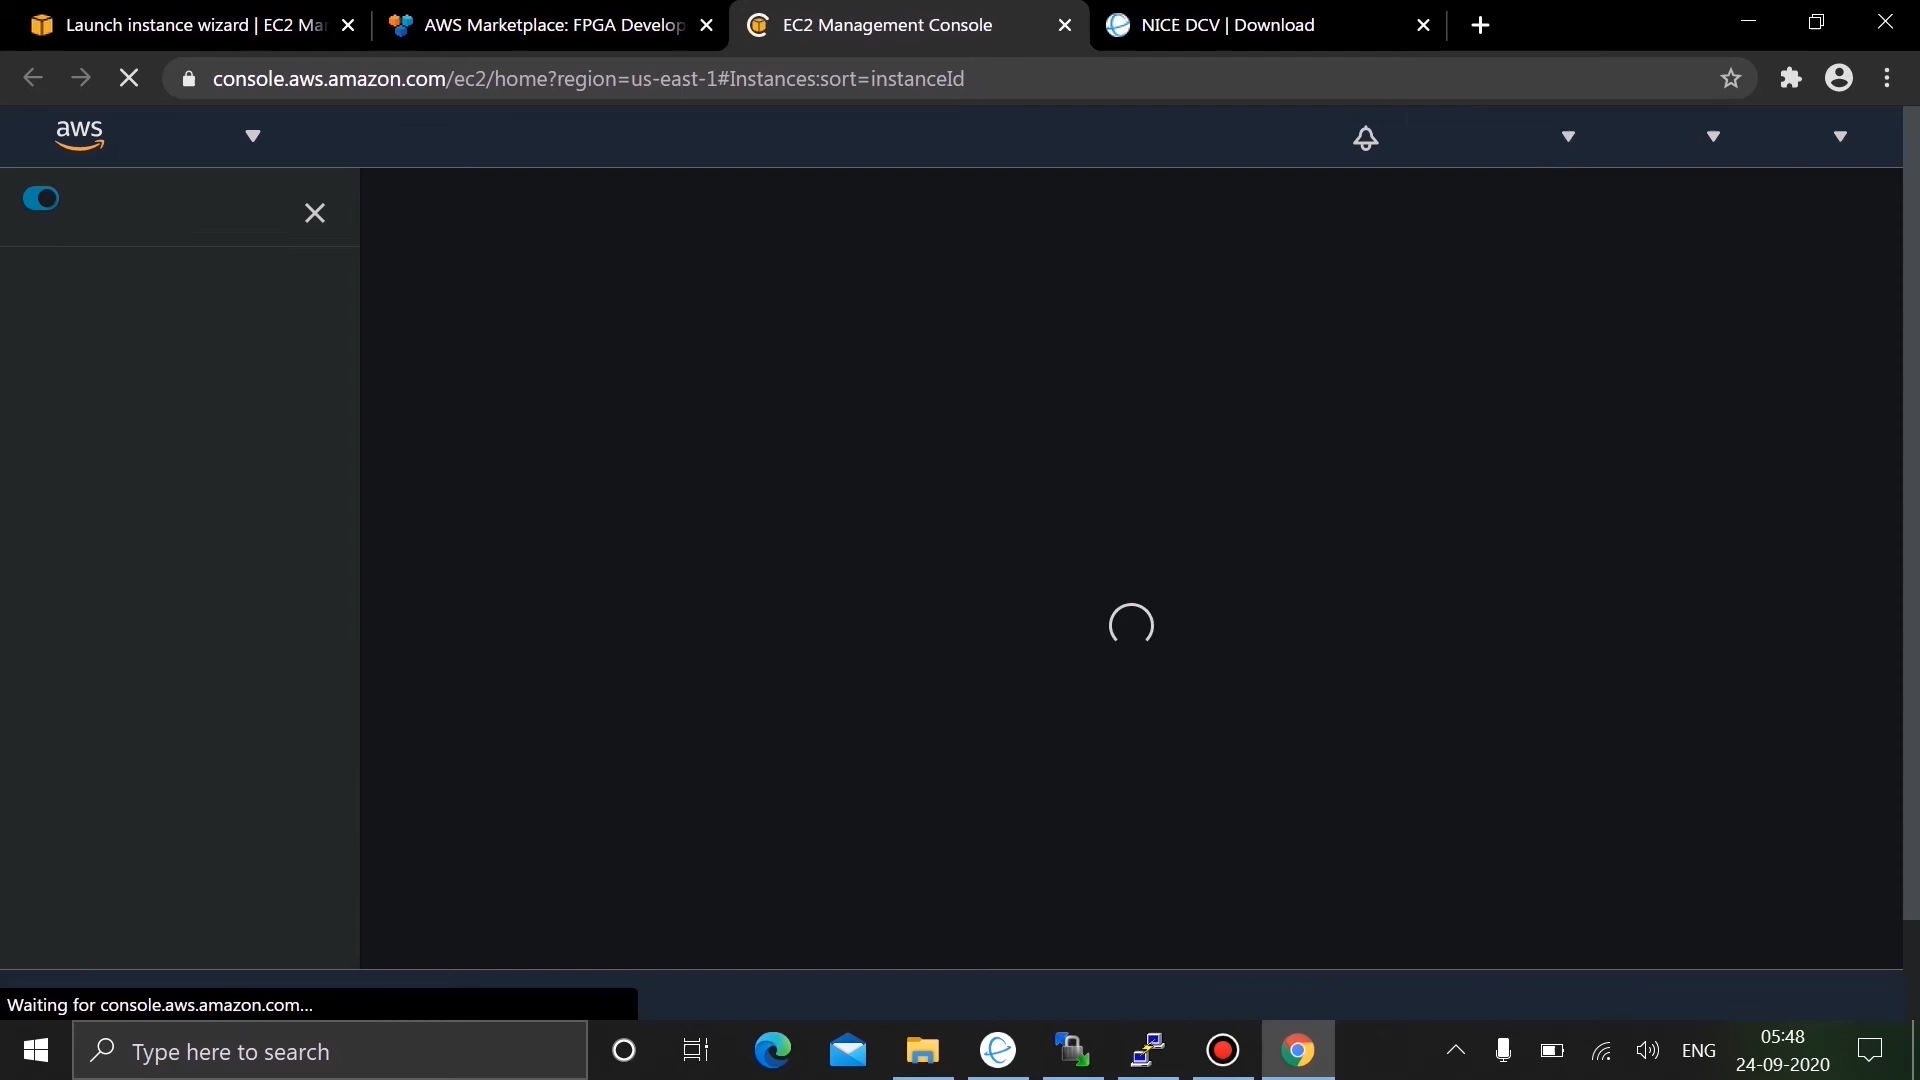 Launch instance wizard | EC2 Ma
AWS Marketplace: FPGA Develop
EC2 Management Console
NICE DCV | Download
console.aws.amazon.com/ec2/home?region=us-east-1#Instances:sort=instanceId
aws
Waiting for console.aws.amazon.com...
Type here to search
ENG
05:48
24-09-2020